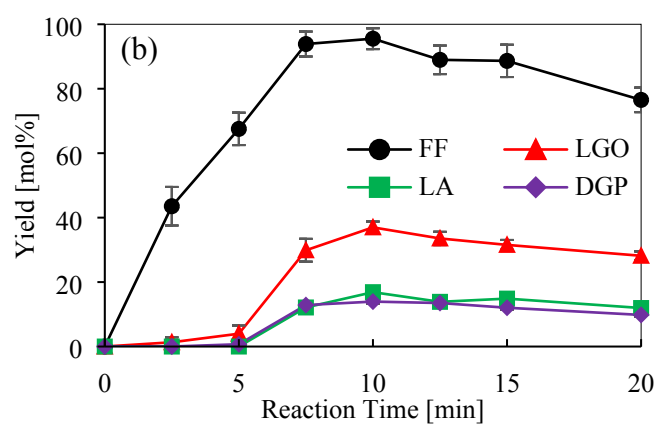 (b)
Yield [mol%]
100
80
60
40
20
0
FF
LGO
LA
DGP
0 5 10 15 20
Reaction Time [min]